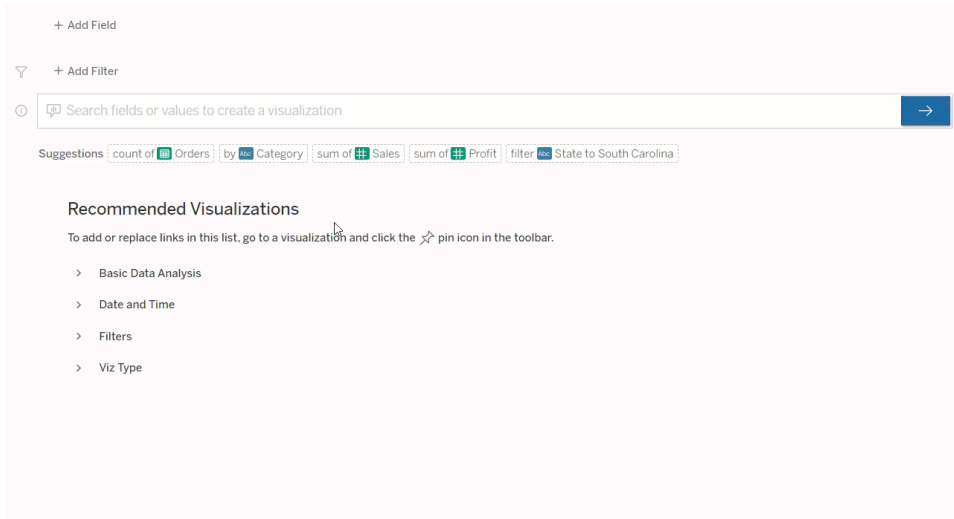 + Add Field
+ Add Filter
Search fields or values to create a visualization
Suggestions count of Orders by Abc Category sum of Sales sum of Profit filter Abc State to South Carolina
Recommended Visualizations
To add or replace links in this list, go to a visualization and click the pin icon in the toolbar.
> Basic Data Analysis
> Date and Time
> Filters
> Viz Type